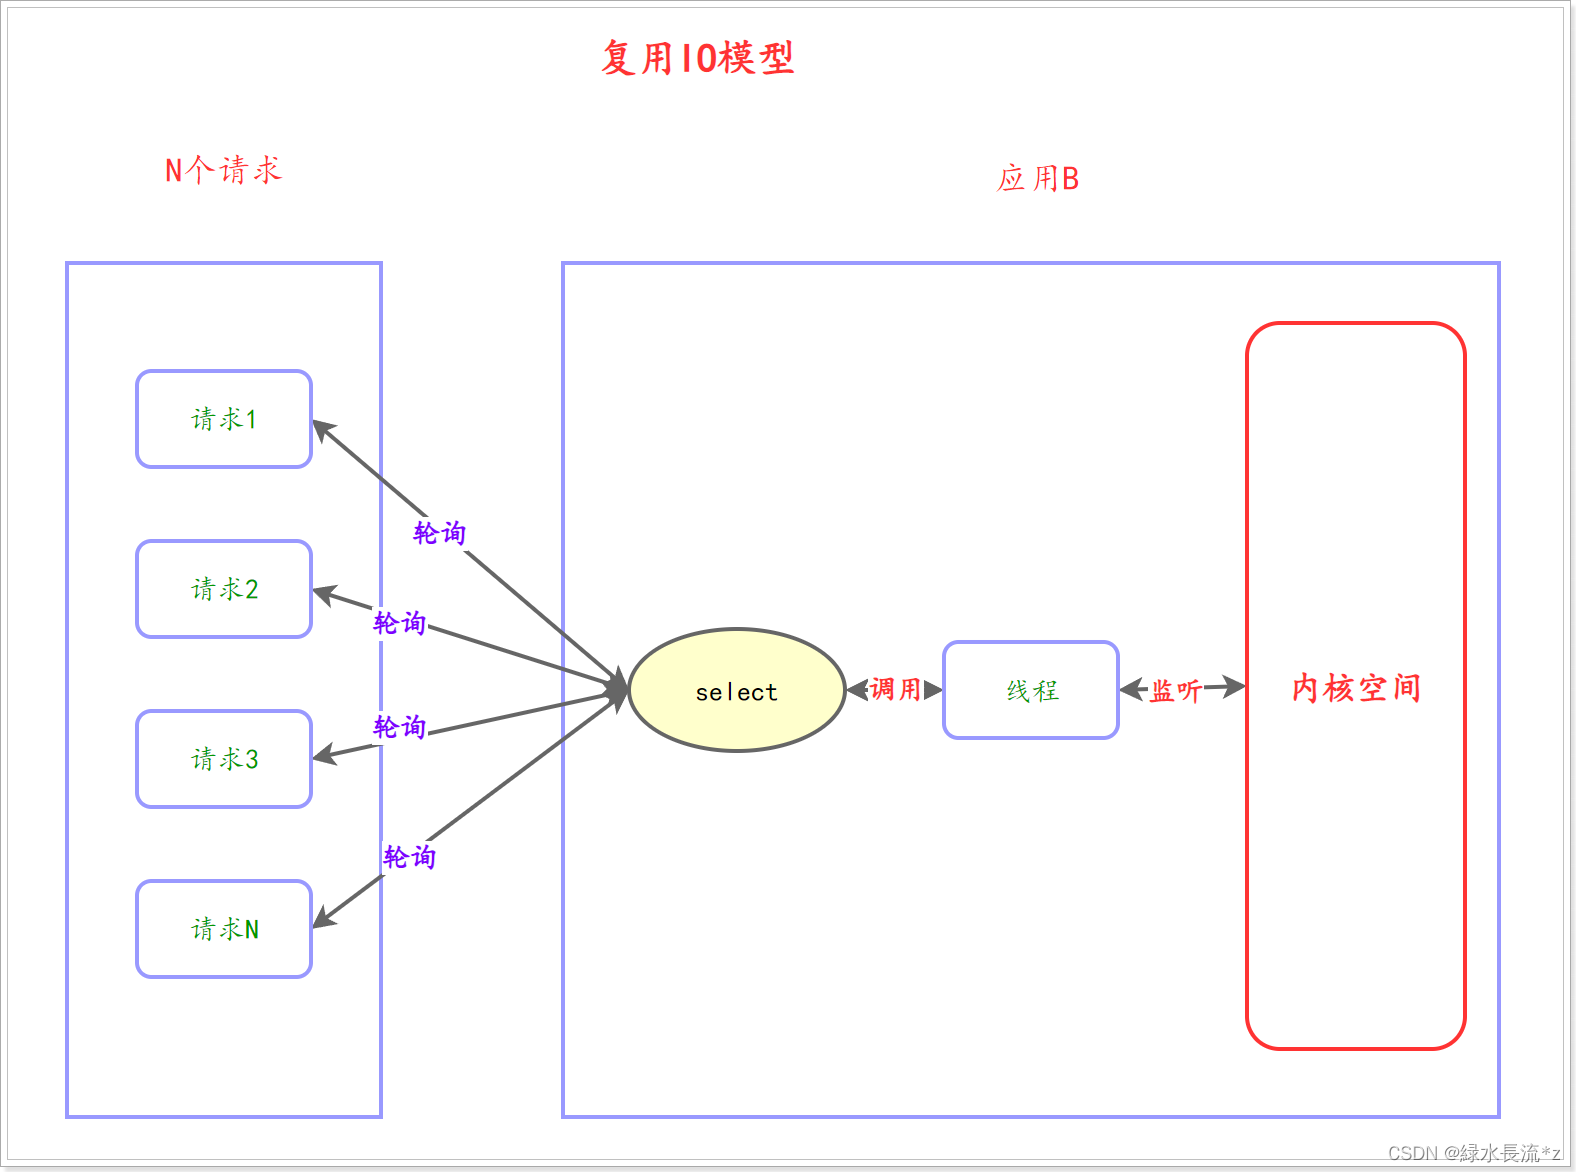 复用IO模型
N个请求
应用B
请求1
轮询
请求2
轮询
select
调用
线程
监听
内核空间
轮询
请求3
轮询
请求N
CSDN @緑水長流*z